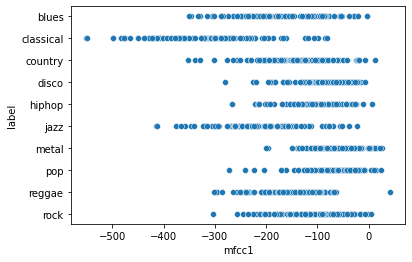 blues
classical
country
disco
hiphop
jazz
metal
pop
reggae
rock
label
−500 −400 −300 −200 −100 0
mfcc1